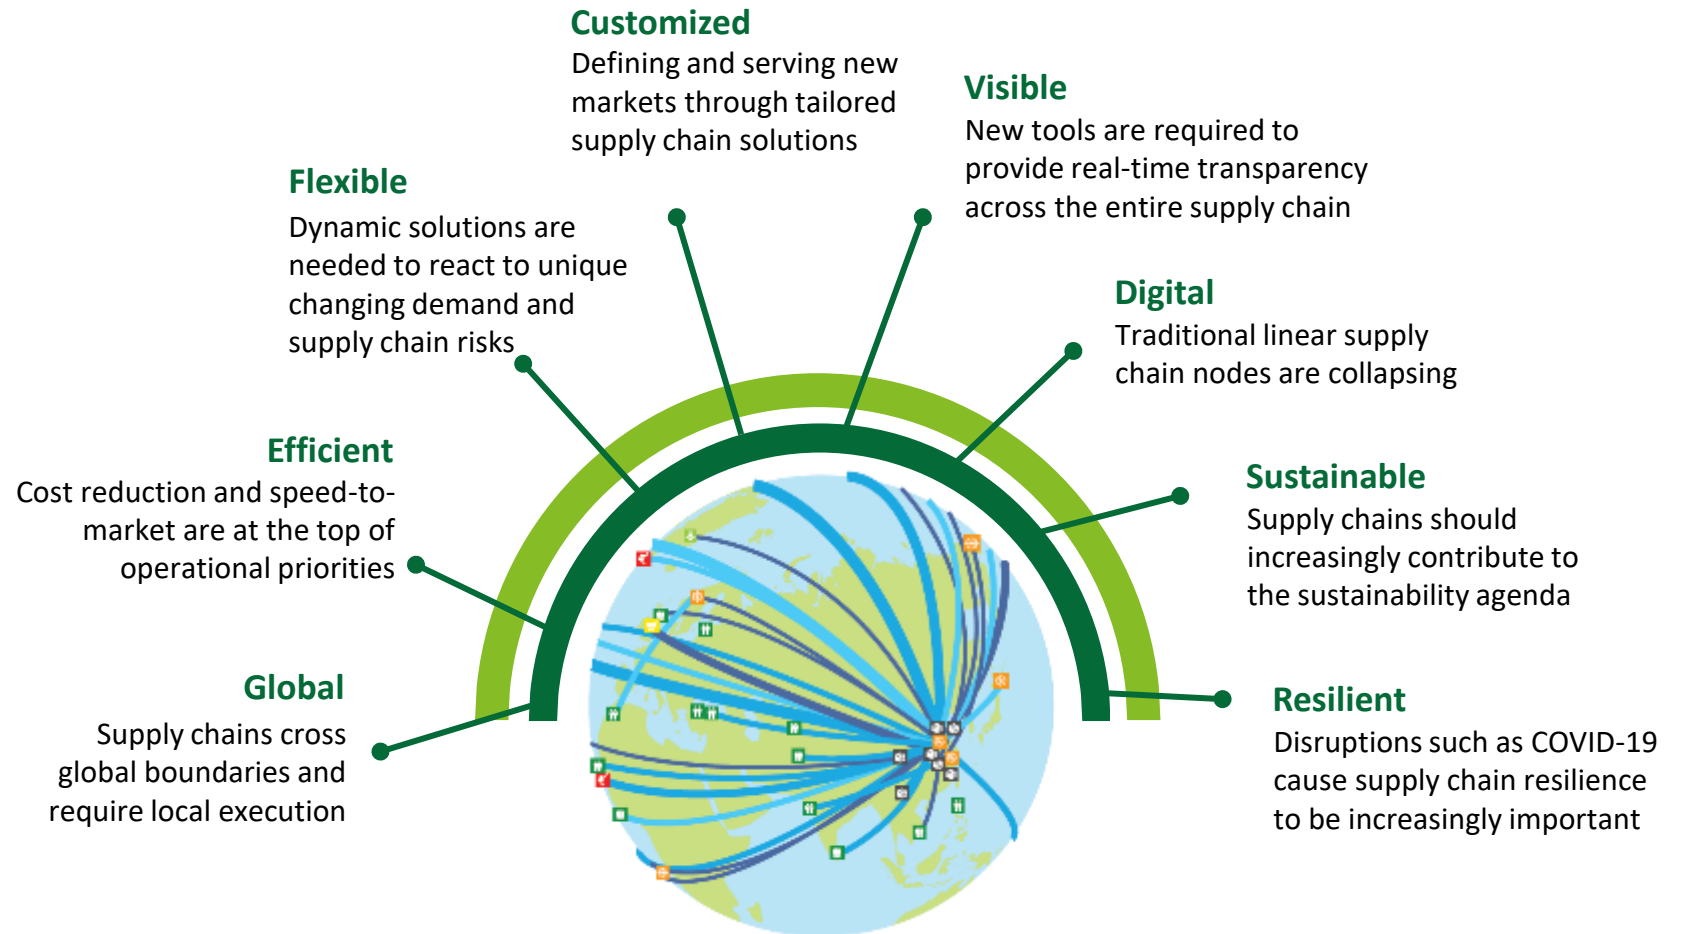 Customized
Defining and serving new
markets through tailored
supply chain solutions
Visible
New tools are required to
provide real-time transparency
across the entire supply chain
Flexible
Dynamic solutions are
needed to react to unique
changing demand and
supply chain risks
Digital
Traditional linear supply
chain nodes are collapsing
Efficient
Cost reduction and speed-to-
market are at the top of
operational priorities
Sustainable
Supply chains should
increasingly contribute to
the sustainability agenda
Global
Supply chains cross
global boundaries and
require local execution
Resilient
Disruptions such as COVID-19
cause supply chain resilience
to be increasingly important